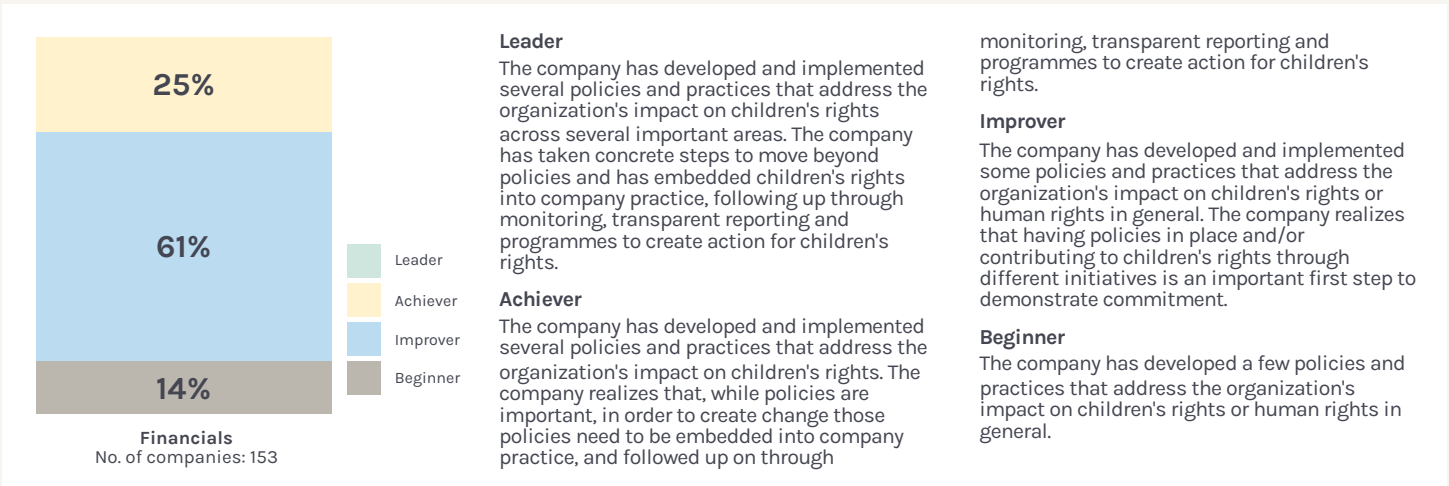 25%
61%
14%
Financials
No. of companies: 153
Leader
Achiever
Improver
Beginner
Leader
The company has developed and implemented
several policies and practices that address the
organization's impact on children's rights
across several important areas. The company
has taken concrete steps to move beyond
policies and has embedded children's rights
into company practice, following up through
monitoring, transparent reporting and
programmes to create action for children's
rights.
Achiever
The company has developed and implemented
several policies and practices that address the
organization's impact on children's rights. The
company realizes that, while policies are
important, in order to create change those
policies need to be embedded into company
practice, and followed up on through
monitoring, transparent reporting and
programmes to create action for children's
rights.
Improver
The company has developed and implemented
some policies and practices that address the
organization's impact on children's rights or
human rights in general. The company realizes
that having policies in place and/or
contributing to children's rights through
different initiatives is an important first step to
demonstrate commitment.
Beginner
The company has developed a few policies and
practices that address the organization's
impact on children's rights or human rights in
general.